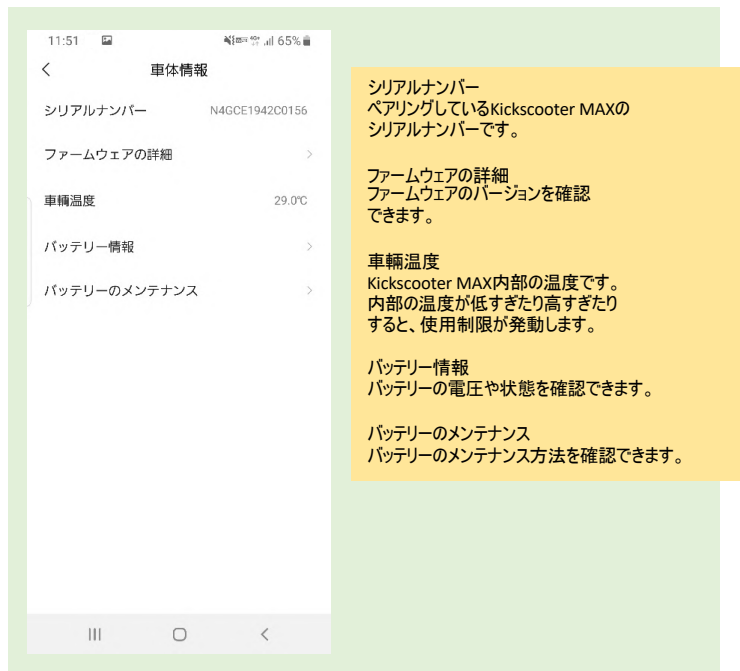 11:51
65%
車体情報
シリアルナンバー N4GCE1942C0156
ファームウェアの詳細
車輌温度 29.0℃
バッテリー情報
バッテリーのメンテナンス
シリアルナンバー
ペアリングしているKickscooter MAXの
シリアルナンバーです。
ファームウェアの詳細
ファームウェアのバージョンを確認
できます。
車輌温度
Kickscooter MAX内部の温度です。
内部の温度が低すぎたり高すぎたり
すると、使用制限が発動します。
バッテリー情報
バッテリーの電圧や状態を確認できます。
バッテリーのメンテナンス
バッテリーのメンテナンス方法を確認できます。